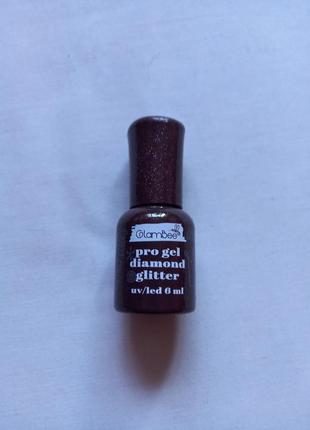 GlamBee
pro gel
diamond
glitter
uv/led 6 ml